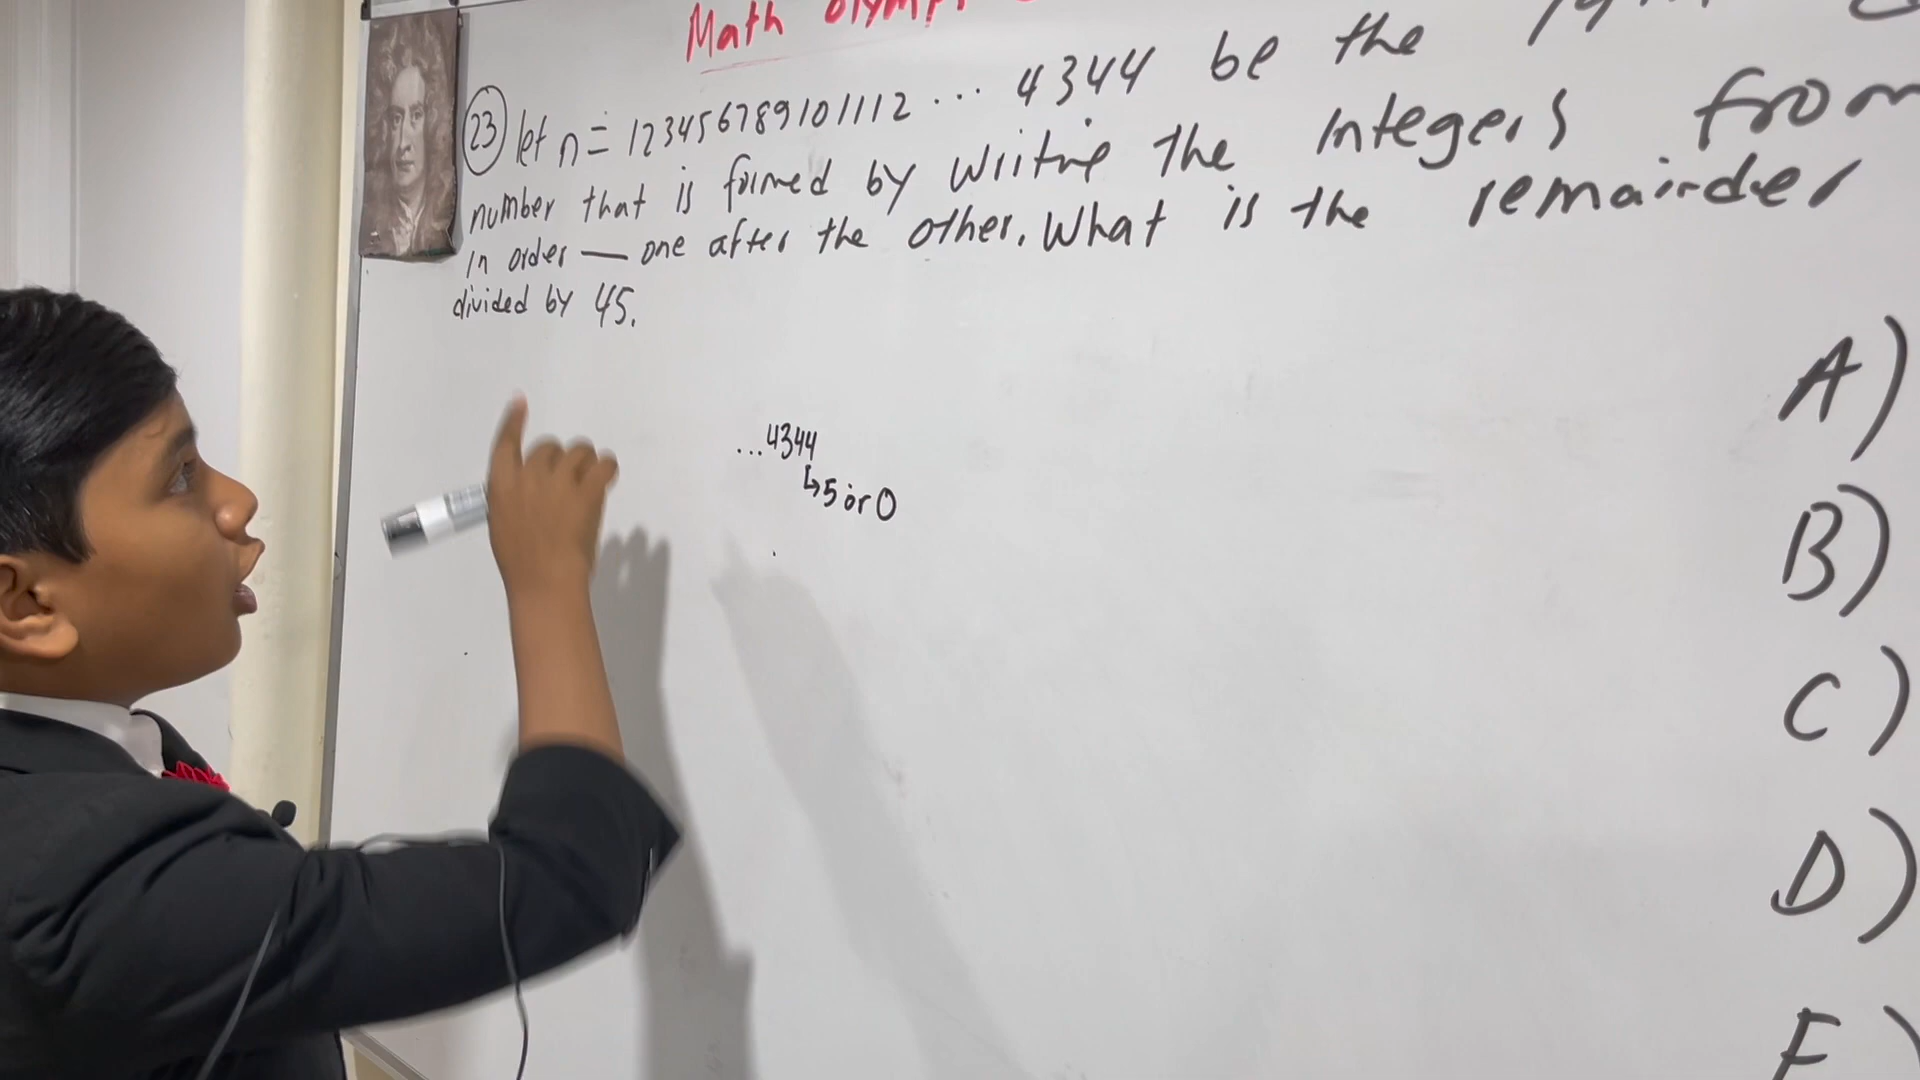 Math
23 let n = 123456789101112 ... 4344 be the
number that is formed by writing the integers from
in order — one after the other. What is the remainder
divided by 45.
...4344
↳5 or 0
A)
B)
C)
D)
E)